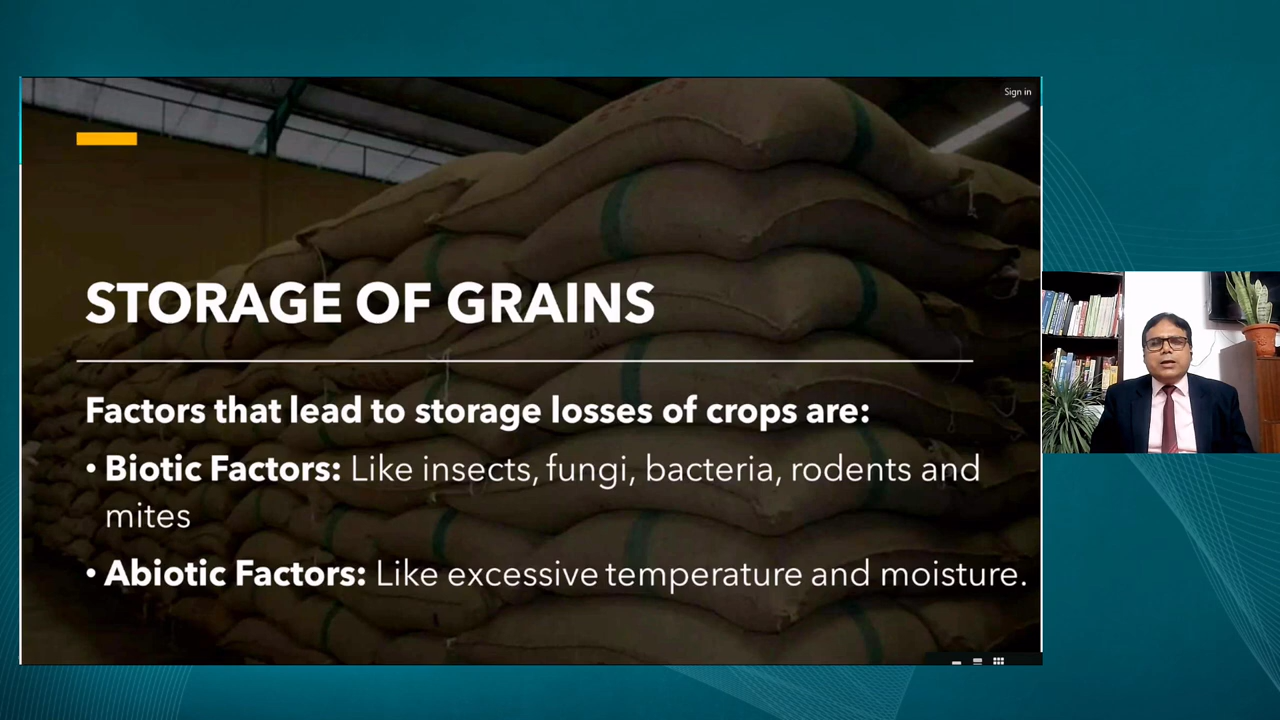 Sign in
STORAGE OF GRAINS
Factors that lead to storage losses of crops are:
• Biotic Factors: Like insects, fungi, bacteria, rodents and
mites
• Abiotic Factors: Like excessive temperature and moisture.